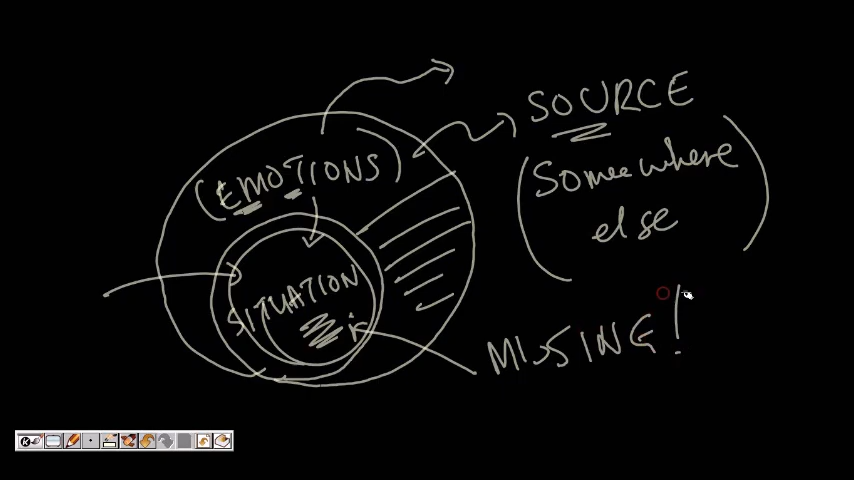 SOURCE
(EMOTIONS)
(Somewhere
else)
SITUATION
MISSING!